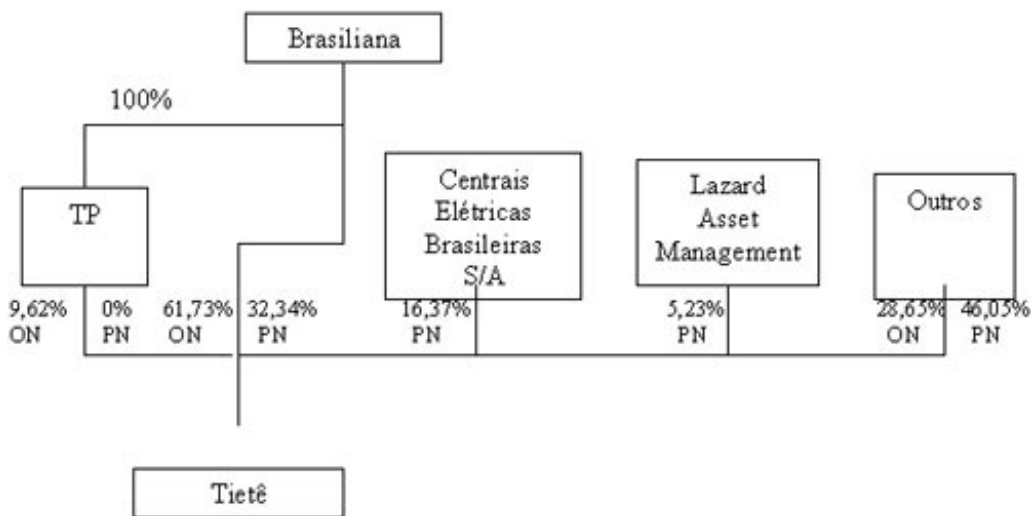 Brasiliana
100%
TP
Centrais
Elétricas
Brasileiras
S/A
Lazard
Asset
Management
Outros
9,62%
ON
0%
PN
61,73%
ON
32,34%
PN
16,37%
PN
5,23%
PN
28,65%
ON
46,05%
PN
Tietê